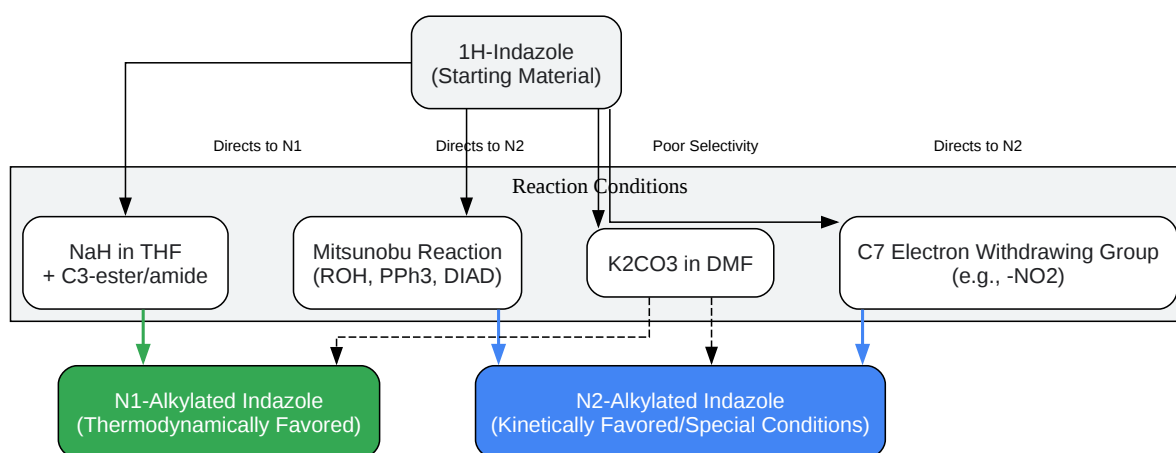 1H-Indazole
(Starting Material)
Directs to N1
Directs to N2
Poor Selectivity
Directs to N2
Reaction Conditions
NaH in THF
+ C3-ester/amide
Mitsunobu Reaction
(ROH, PPh3, DIAD)
K2CO3 in DMF
C7 Electron Withdrawing Group
(e.g., -NO2)
N1-Alkylated Indazole
(Thermodynamically Favored)
N2-Alkylated Indazole
(Kinetically Favored/Special Conditions)